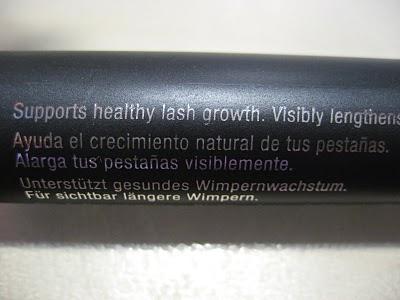 Supports healthy lash growth. Visibly lengthens
Ayuda el crecimiento natural de tus pestañas.
Alarga tus pestañas visiblemente.
Unterstützt gesundes Wimpernwachstum.
Für sichtbar längere Wimpern.